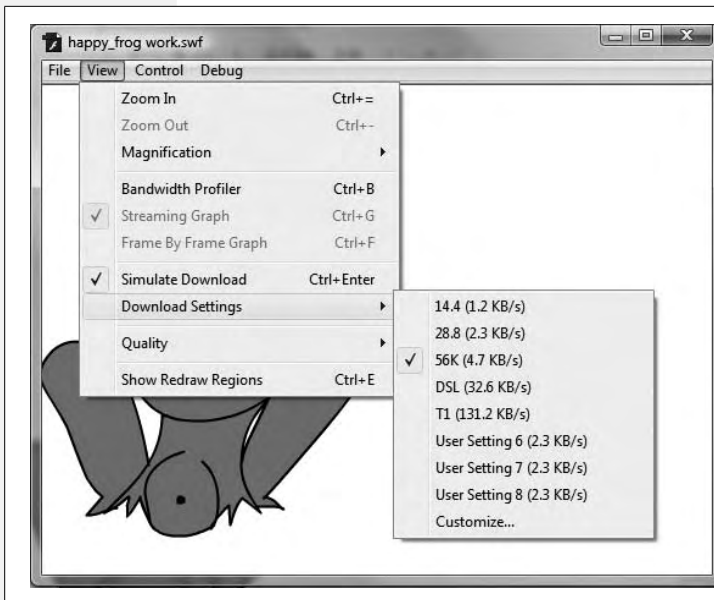 happy_frog work.swf
File View Control Debug
Zoom In Ctrl+=
Zoom Out Ctrl+-
Magnification
Bandwidth Profiler Ctrl+B
Streaming Graph Ctrl+G
Frame By Frame Graph Ctrl+F
Simulate Download Ctrl+Enter
Download Settings
Quality
Show Redraw Regions Ctrl+E
14.4 (1.2 KB/s)
28.8 (2.3 KB/s)
56K (4.7 KB/s)
DSL (32.6 KB/s)
T1 (131.2 KB/s)
User Setting 6 (2.3 KB/s)
User Setting 7 (2.3 KB/s)
User Setting 8 (2.3 KB/s)
Customize...